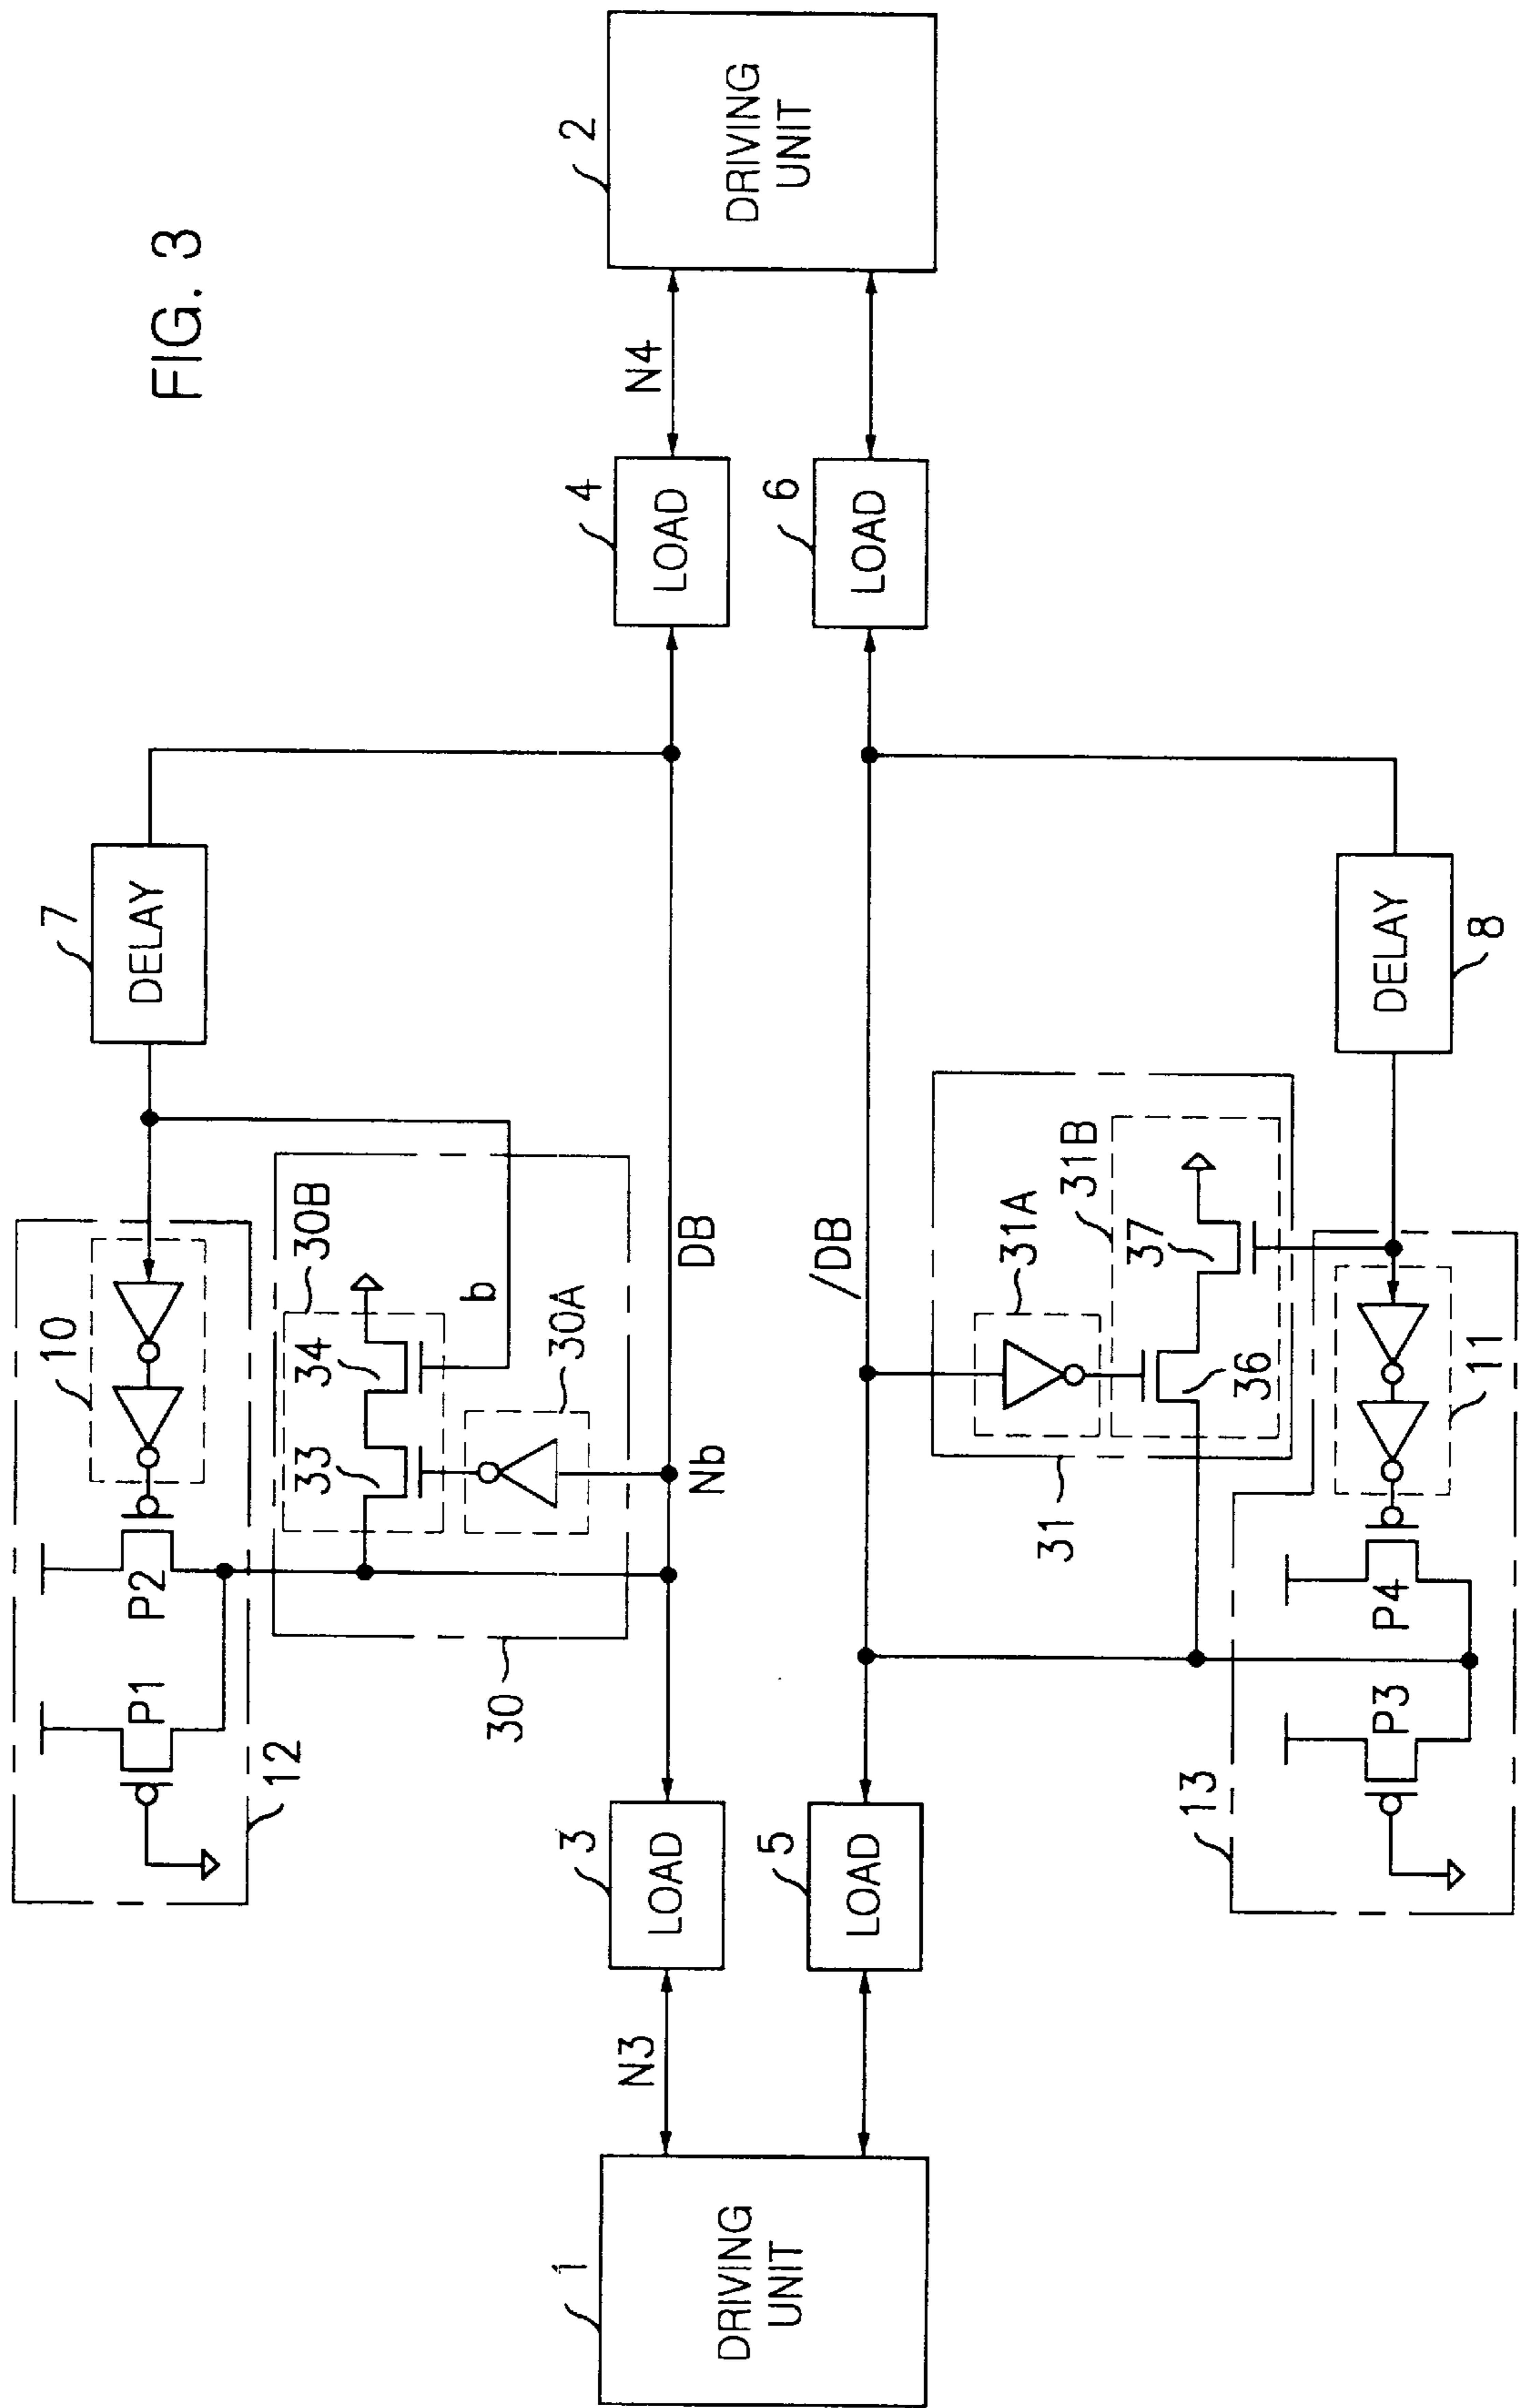 FIG. 3
1
DRIVING
UNIT
N3
3
LOAD
5
LOAD
12
P1
P2
10
7
DELAY
30
30B
33
34
b
30A
Nb
DB
/DB
4
LOAD
6
LOAD
N4
2
DRIVING
UNIT
31
31A
31B
36
37
13
P3
P4
11
8
DELAY